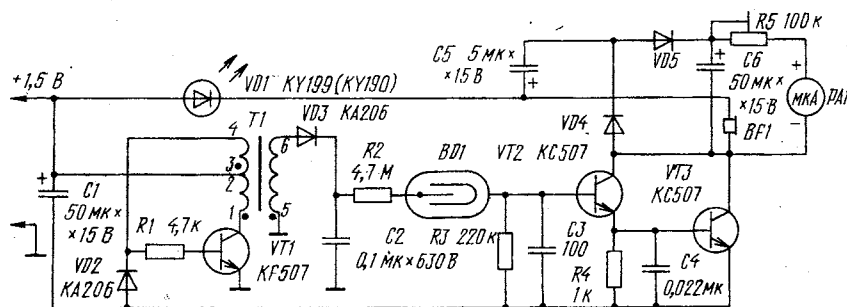 +1,5 В
VD1 KY199 (KY190)
C5 5 мк×
×15 В
VD5
R5 100 к
C6
50 мк×
×15 В
+
мкА
PA1
−
BF1
VD3
KA206
T1
4
3
2
1
6
5
R2
4,7 М
BD1
VT2 KC507
VD4
VT3
KC507
+
C1
50 мк×
×15 В
R1 4,7 к
VD2
KA206
VT1
KF507
C2
0,1 мк×630 В
R3 220 к
C3
100
R4
1 к
C4
0,022 мк
+
+